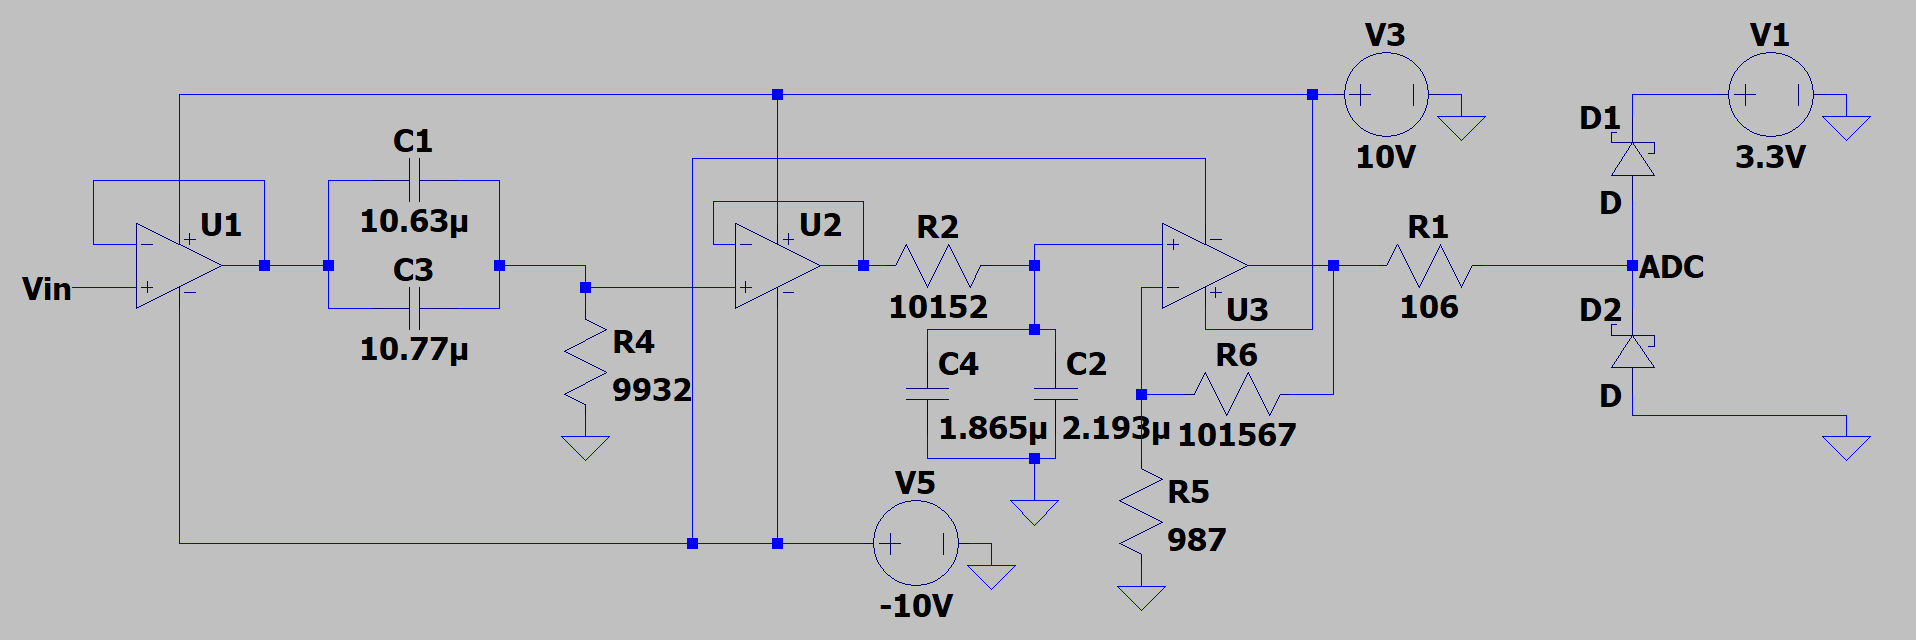 V3
V1
10V
3.3V
C1
10.63µ
C3
10.77µ
U1
Vin
U2
R2
10152
R4
9932
U3
R1
106
D1
D
ADC
D2
D
C4
1.865µ
C2
2.193µ
R6
101567
R5
987
V5
-10V